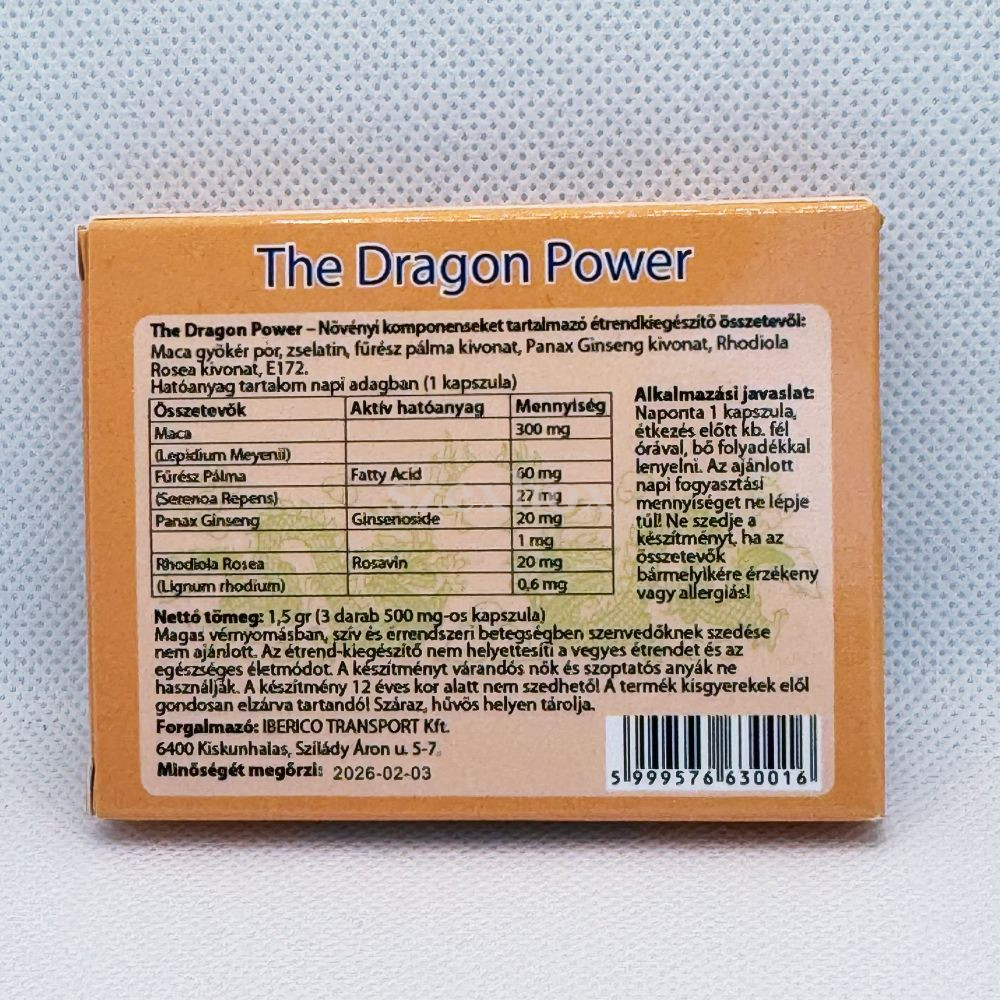 The Dragon Power
The Dragon Power – Növényi komponenseket tartalmazó étrendkiegészítő összetevői:
Maca gyökér por, zselatin, fűrész pálma kivonat, Panax Ginseng kivonat, Rhodiola
Rosea kivonat, E172.
Hatóanyag tartalom napi adagban (1 kapszula)
Összetevők Aktív hatóanyag Mennyiség
Maca 300 mg
(Lepidium Meyenii)
Fűrész Pálma Fatty Acid 60 mg
(Serenoa Repens) 27 mg
Panax Ginseng Ginsenoside 20 mg
1 mg
Rhodiola Rosea Rosavin 20 mg
(Lignum rhodium) 0,6 mg
Alkalmazási javaslat:
Naponta 1 kapszula,
étkezés előtt kb. fél
órával, bő folyadékkal
lenyelni. Az ajánlott
napi fogyasztási
mennyiséget ne lépje
túl! Ne szedje a
készítményt, ha az
összetevők
bármelyikére érzékeny
vagy allergiás!
Nettó tömeg: 1,5 gr (3 darab 500 mg-os kapszula)
Magas vérnyomásban, szív és érrendszeri betegségben szenvedőknek szedése
nem ajánlott. Az étrend-kiegészítő nem helyettesíti a vegyes étrendet és az
egészséges életmódot. A készítményt várandós nők és szoptatós anyák ne
használják. A készítmény 12 éves kor alatt nem szedhető! A termék kisgyerekek elől
gondosan elzárva tartandó! Száraz, hűvös helyen tárolja.
Forgalmazó: IBERICO TRANSPORT Kft.
6400 Kiskunhalas, Szilády Áron u. 5-7.
Minőségét megőrzi: 2026-02-03
5 999576 630016